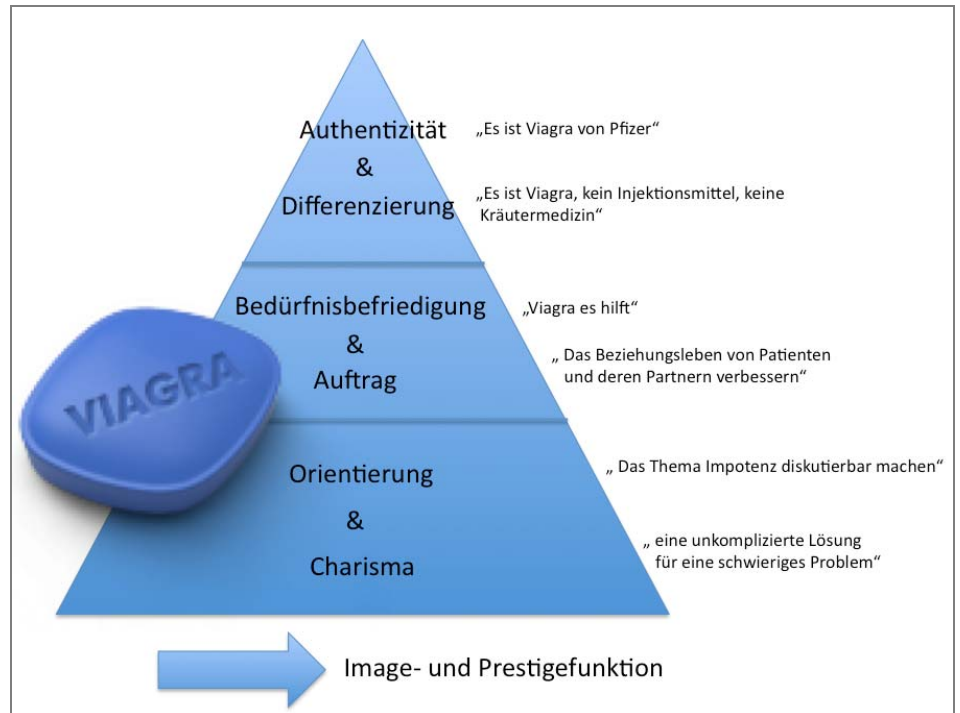 Authentizität
&
Differenzierung
„Es ist Viagra von Pfizer“
„Es ist Viagra, kein Injektionsmittel, keine
Kräutermedizin“
Bedürfnisbefriedigung
&
Auftrag
„Viagra es hilft“
„ Das Beziehungsleben von Patienten
und deren Partnern verbessern“
VIAGRA
Orientierung
&
Charisma
„ Das Thema Impotenz diskutierbar machen“
„ eine unkomplizierte Lösung
für eine schwieriges Problem“
Image- und Prestigefunktion